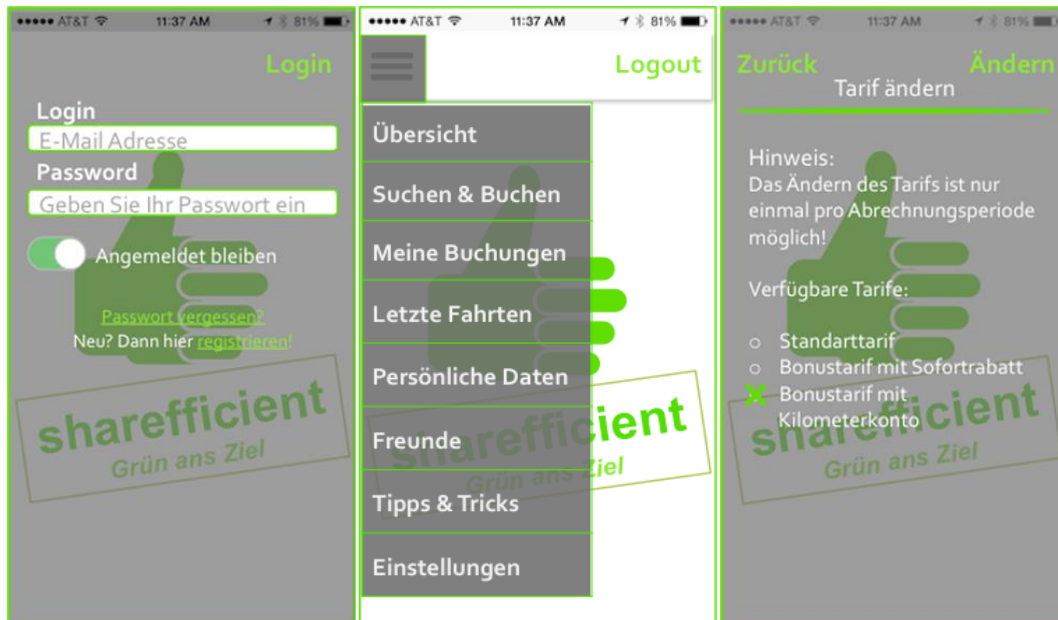 AT&T 11:37 AM 81%
Login
Login
E-Mail Adresse
Password
Geben Sie Ihr Passwort ein
Angemeldet bleiben
Passwort vergessen?
Neu? Dann hier registrieren!
sharefficient
Grün ans Ziel
AT&T 11:37 AM 81%
Logout
Übersicht
Suchen & Buchen
Meine Buchungen
Letzte Fahrten
Persönliche Daten
Freunde
Tipps & Tricks
Einstellungen
sharefficient
Grün ans Ziel
AT&T 11:37 AM 81%
Zurück Ändern
Tarif ändern
Hinweis:
Das Ändern des Tarifs ist nur
einmal pro Abrechnungsperiode
möglich!
Verfügbare Tarife:
Standarttarif
Bonustarif mit Sofortrabatt
Bonustarif mit
Kilometerkonto
sharefficient
Grün ans Ziel